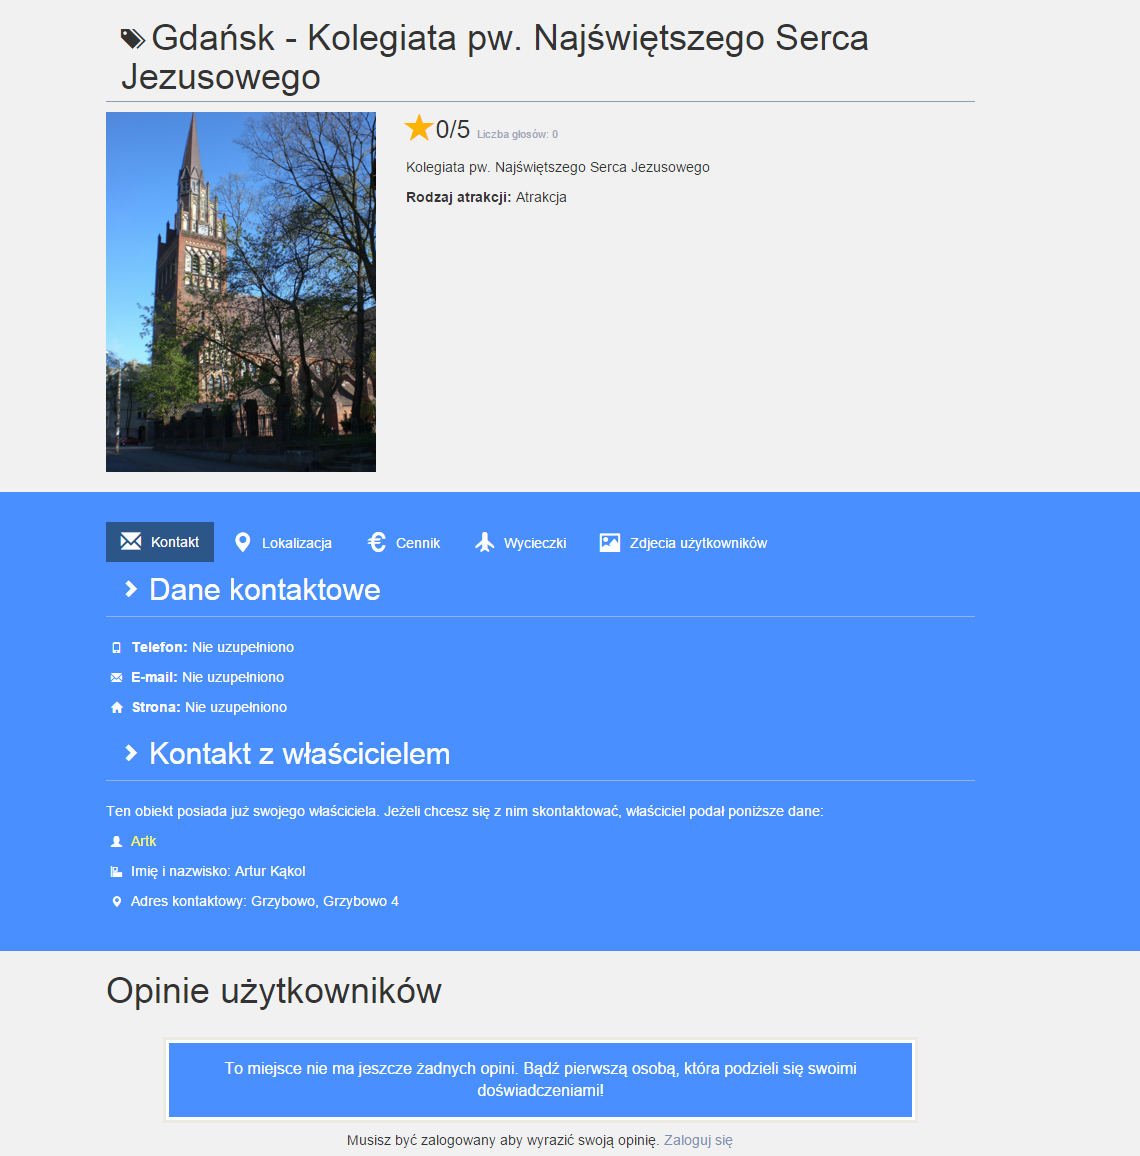 Gdańsk - Kolegiata pw. Najświętszego Serca
Jezusowego
0/5 Liczba głosów: 0
Kolegiata pw. Najświętszego Serca Jezusowego
Rodzaj atrakcji: Atrakcja
Kontakt Lokalizacja Cennik Wycieczki Zdjecia użytkowników
Dane kontaktowe
Telefon: Nie uzupełniono
E-mail: Nie uzupełniono
Strona: Nie uzupełniono
Kontakt z właścicielem
Ten obiekt posiada już swojego właściciela. Jeżeli chcesz się z nim skontaktować, właściciel podał poniższe dane:
Artk
Imię i nazwisko: Artur Kąkol
Adres kontaktowy: Grzybowo, Grzybowo 4
Opinie użytkowników
To miejsce nie ma jeszcze żadnych opini. Bądź pierwszą osobą, która podzieli się swoimi
doświadczeniami!
Musisz być zalogowany aby wyrazić swoją opinię. Zaloguj się